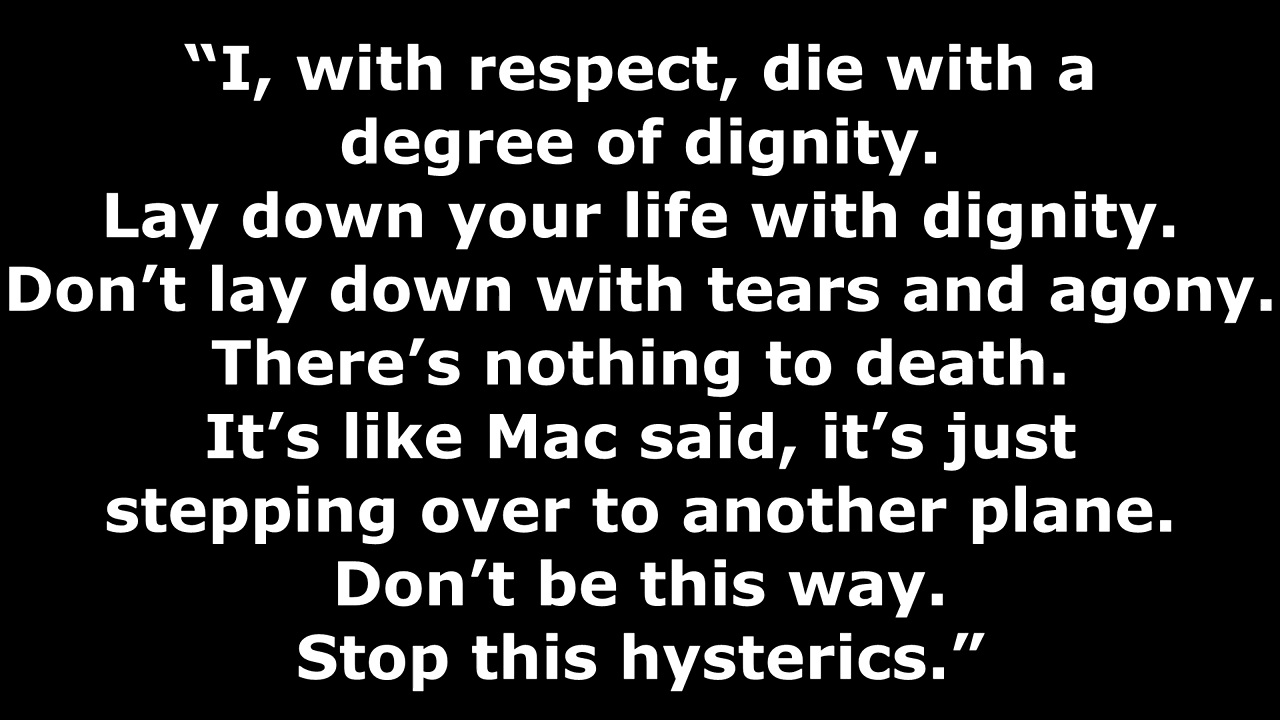 “I, with respect, die with a
degree of dignity.
Lay down your life with dignity.
Don’t lay down with tears and agony.
There’s nothing to death.
It’s like Mac said, it’s just
stepping over to another plane.
Don’t be this way.
Stop this hysterics.”